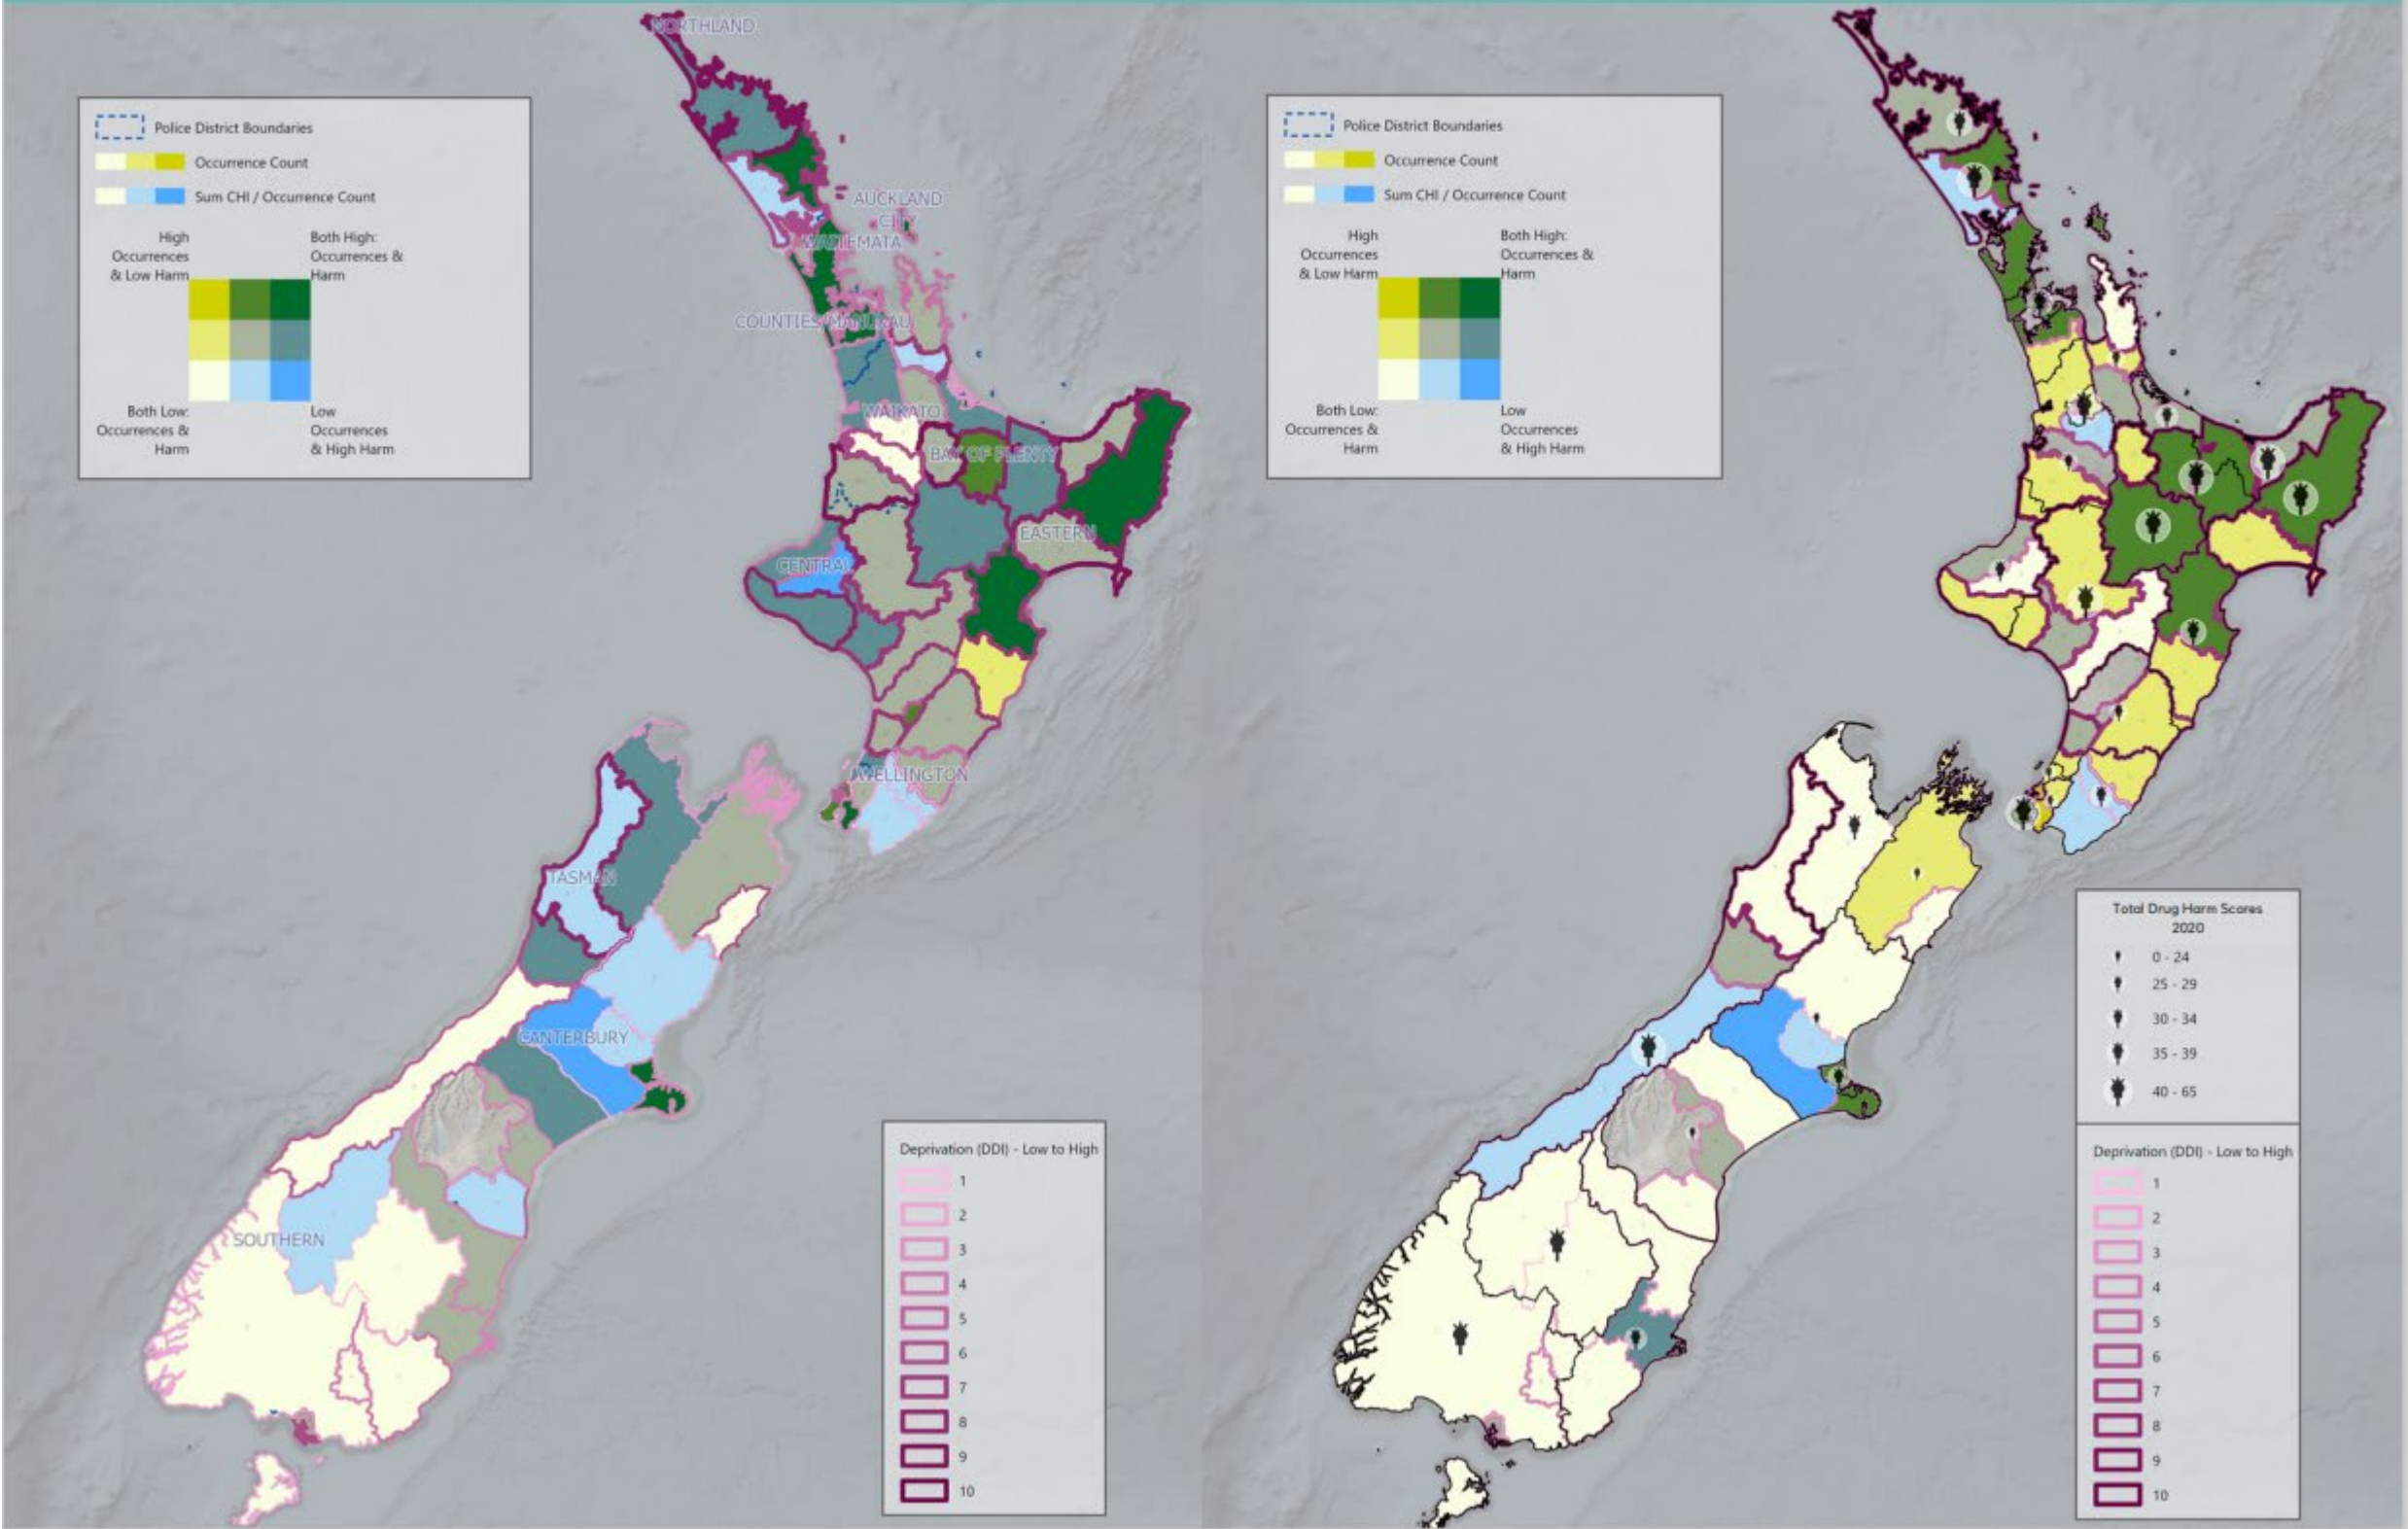 NORTHLAND
Police District Boundaries
Occurrence Count
Sum CHI / Occurrence Count
High
Occurrences
& Low Harm
Both High:
Occurrences &
Harm
Both Low:
Occurrences &
Harm
Low
Occurrences
& High Harm
AUCKLAND
CITY
WAITEMATA
COUNTIES/MANUKAU
WAIKATO
BAY OF PLENTY
EASTERN
CENTRAL
WELLINGTON
TASMAN
CANTERBURY
SOUTHERN
Deprivation (DDI) - Low to High
1
2
3
4
5
6
7
8
9
10
Police District Boundaries
Occurrence Count
Sum CHI / Occurrence Count
High
Occurrences
& Low Harm
Both High:
Occurrences &
Harm
Both Low:
Occurrences &
Harm
Low
Occurrences
& High Harm
Total Drug Harm Scores
2020
0 - 24
25 - 29
30 - 34
35 - 39
40 - 65
Deprivation (DDI) - Low to High
1
2
3
4
5
6
7
8
9
10